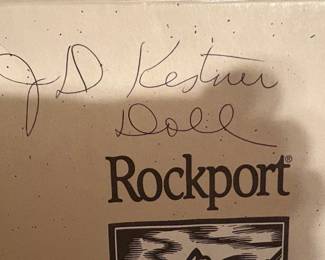 J D Kestner
Doll
Rockport®